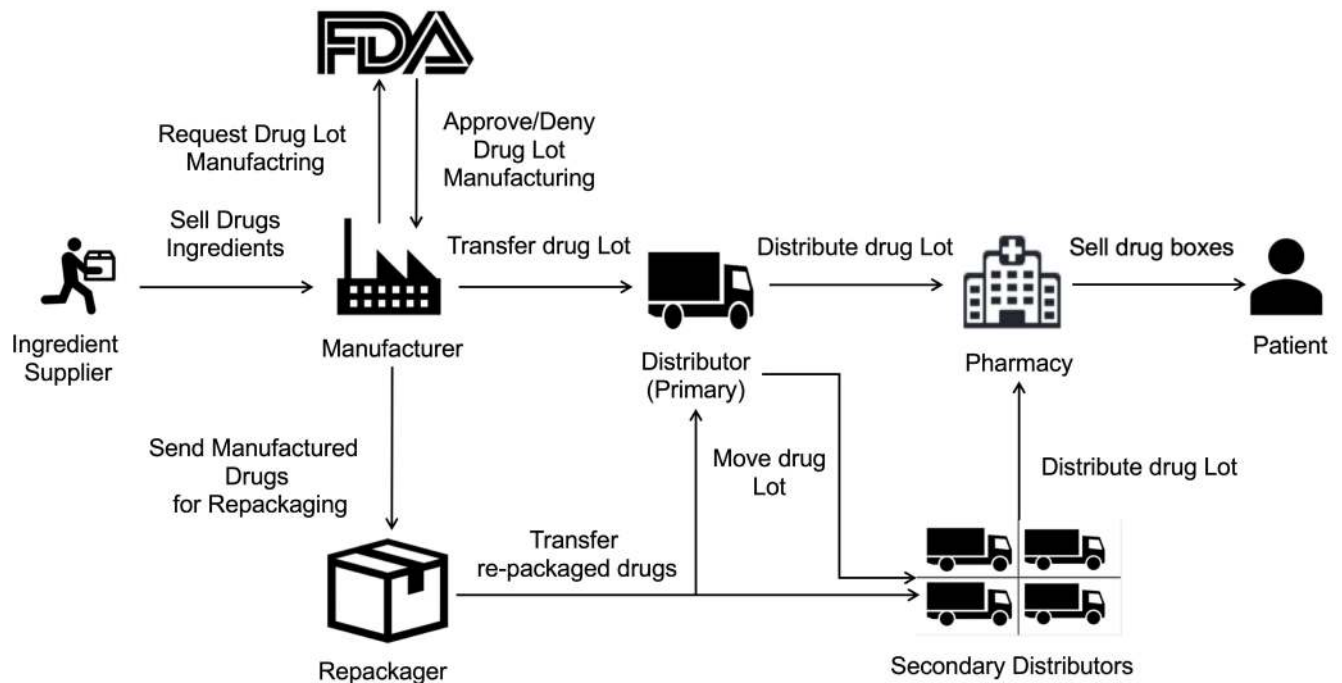 FDA
Request Drug Lot
Manufactring
Approve/Deny
Drug Lot
Manufacturing
Sell Drugs
Ingredients
Transfer drug Lot
Distribute drug Lot
Sell drug boxes
Ingredient
Supplier
Manufacturer
Distributor
(Primary)
Pharmacy
Patient
Send Manufactured
Drugs
for Repackaging
Move drug
Lot
Distribute drug Lot
Transfer
re-packaged drugs
Repackager
Secondary Distributors